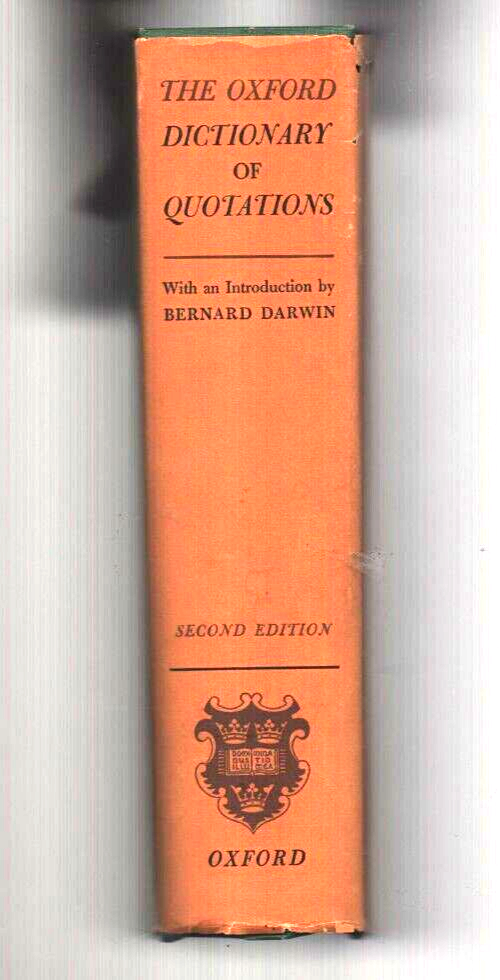 THE OXFORD
DICTIONARY
OF
QUOTATIONS
With an Introduction by
BERNARD DARWIN
SECOND EDITION
OXFORD